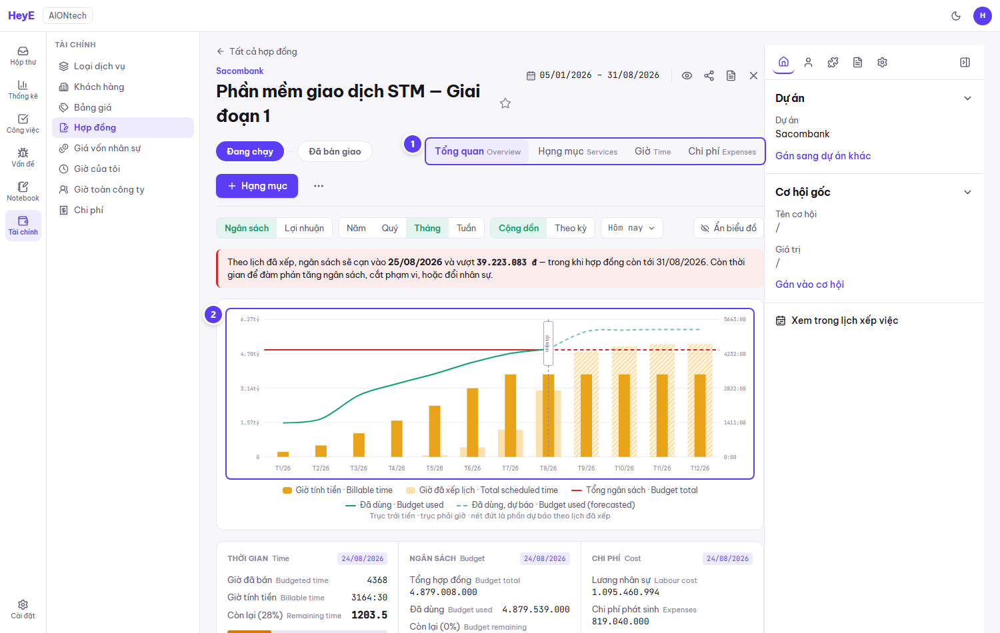 HeyE
AIONtech
H
Hộp thư
Thống kê
Công việc
Vấn đề
Notebook
Tài chính
Cài đặt
TÀI CHÍNH
Loại dịch vụ
Khách hàng
Bảng giá
Hợp đồng
Giá vốn nhân sự
Giờ của tôi
Giờ toàn công ty
Chi phí
Tất cả hợp đồng
Sacombank
Phần mềm giao dịch STM — Giai
đoạn 1
05/01/2026 – 31/08/2026
Đang chạy
Đã bàn giao
1
Tổng quan Overview
Hạng mục Services
Giờ Time
Chi phí Expenses
+ Hạng mục
Ngân sách
Lợi nhuận
Năm
Quý
Tháng
Tuần
Cộng dồn
Theo kỳ
Hôm nay
Ẩn biểu đồ
Theo lịch đã xếp, ngân sách sẽ cạn vào 25/08/2026 và vượt 39.223.083 đ — trong khi hợp đồng còn tới 31/08/2026. Còn thời
gian để đàm phán tăng ngân sách, cắt phạm vi, hoặc đổi nhân sự.
2
6.27tỷ
4.70tỷ
3.14tỷ
1.57tỷ
0
Hiện tại
5643:00
4232:00
2822:00
1411:00
0:00
T1/26
T2/26
T3/26
T4/26
T5/26
T6/26
T7/26
T8/26
T9/26
T10/26
T11/26
T12/26
Giờ tính tiền · Billable time
Giờ đã xếp lịch · Total scheduled time
Tổng ngân sách · Budget total
Đã dùng · Budget used
Đã dùng, dự báo · Budget used (forecasted)
Trục trái tiền · trục phải giờ · nét đứt là phần dự báo theo lịch đã xếp
THỜI GIAN Time
24/08/2026
Giờ đã bán Budgeted time 4368
Giờ tính tiền Billable time 3164:30
Còn lại (28%) Remaining time 1203.5
NGÂN SÁCH Budget
24/08/2026
Tổng hợp đồng Budget total
4.879.008.000
Đã dùng Budget used 4.879.539.000
Còn lại (0%) Budget remaining
CHI PHÍ Cost
24/08/2026
Lương nhân sự Labour cost
1.095.460.994
Chi phí phát sinh Expenses
819.040.000
Dự án
Dự án
Sacombank
Gán sang dự án khác
Cơ hội gốc
Tên cơ hội
/
Giá trị
/
Gán vào cơ hội
Xem trong lịch xếp việc